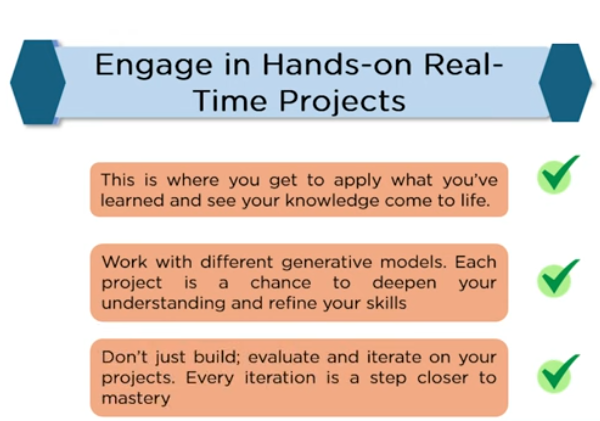 Engage in Hands-on Real-
Time Projects
This is where you get to apply what you've
learned and see your knowledge come to life.
Work with different generative models. Each
project is a chance to deepen your
understanding and refine your skills
Don't just build; evaluate and iterate on your
projects. Every iteration is a step closer to
mastery